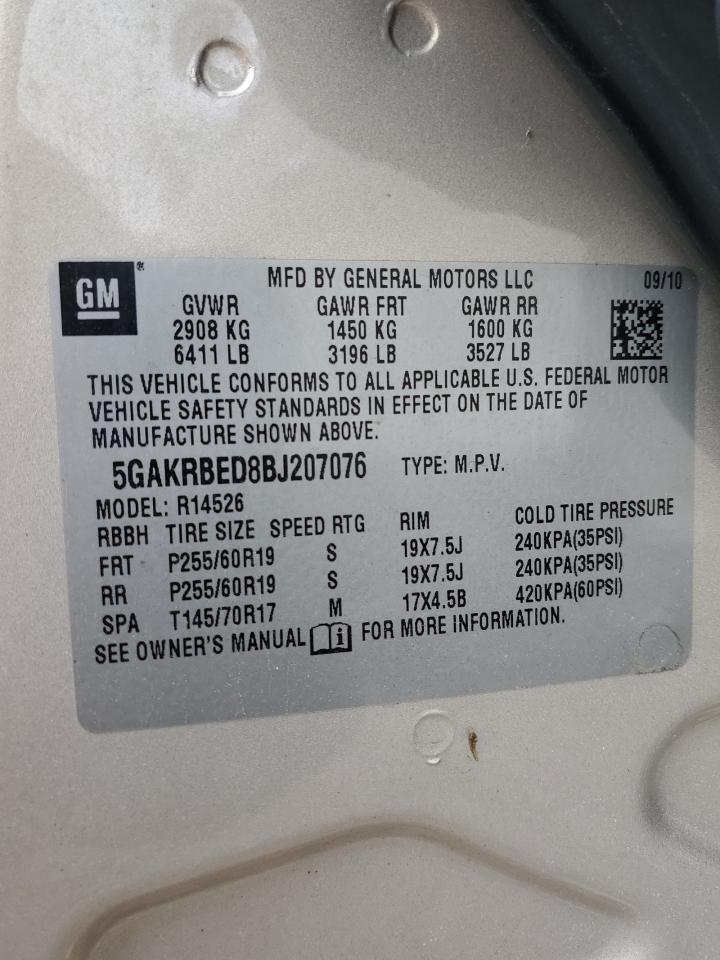 GM
MFD BY GENERAL MOTORS LLC 09/10
GVWR GAWR FRT GAWR RR
2908 KG 1450 KG 1600 KG
6411 LB 3196 LB 3527 LB
THIS VEHICLE CONFORMS TO ALL APPLICABLE U.S. FEDERAL MOTOR
VEHICLE SAFETY STANDARDS IN EFFECT ON THE DATE OF
MANUFACTURE SHOWN ABOVE.
5GAKRBED8BJ207076 TYPE: M.P.V.
MODEL: R14526
RBBH TIRE SIZE SPEED RTG RIM COLD TIRE PRESSURE
FRT P255/60R19 S 19X7.5J 240KPA(35PSI)
RR P255/60R19 S 19X7.5J 240KPA(35PSI)
SPA T145/70R17 M 17X4.5B 420KPA(60PSI)
SEE OWNER'S MANUAL i FOR MORE INFORMATION.